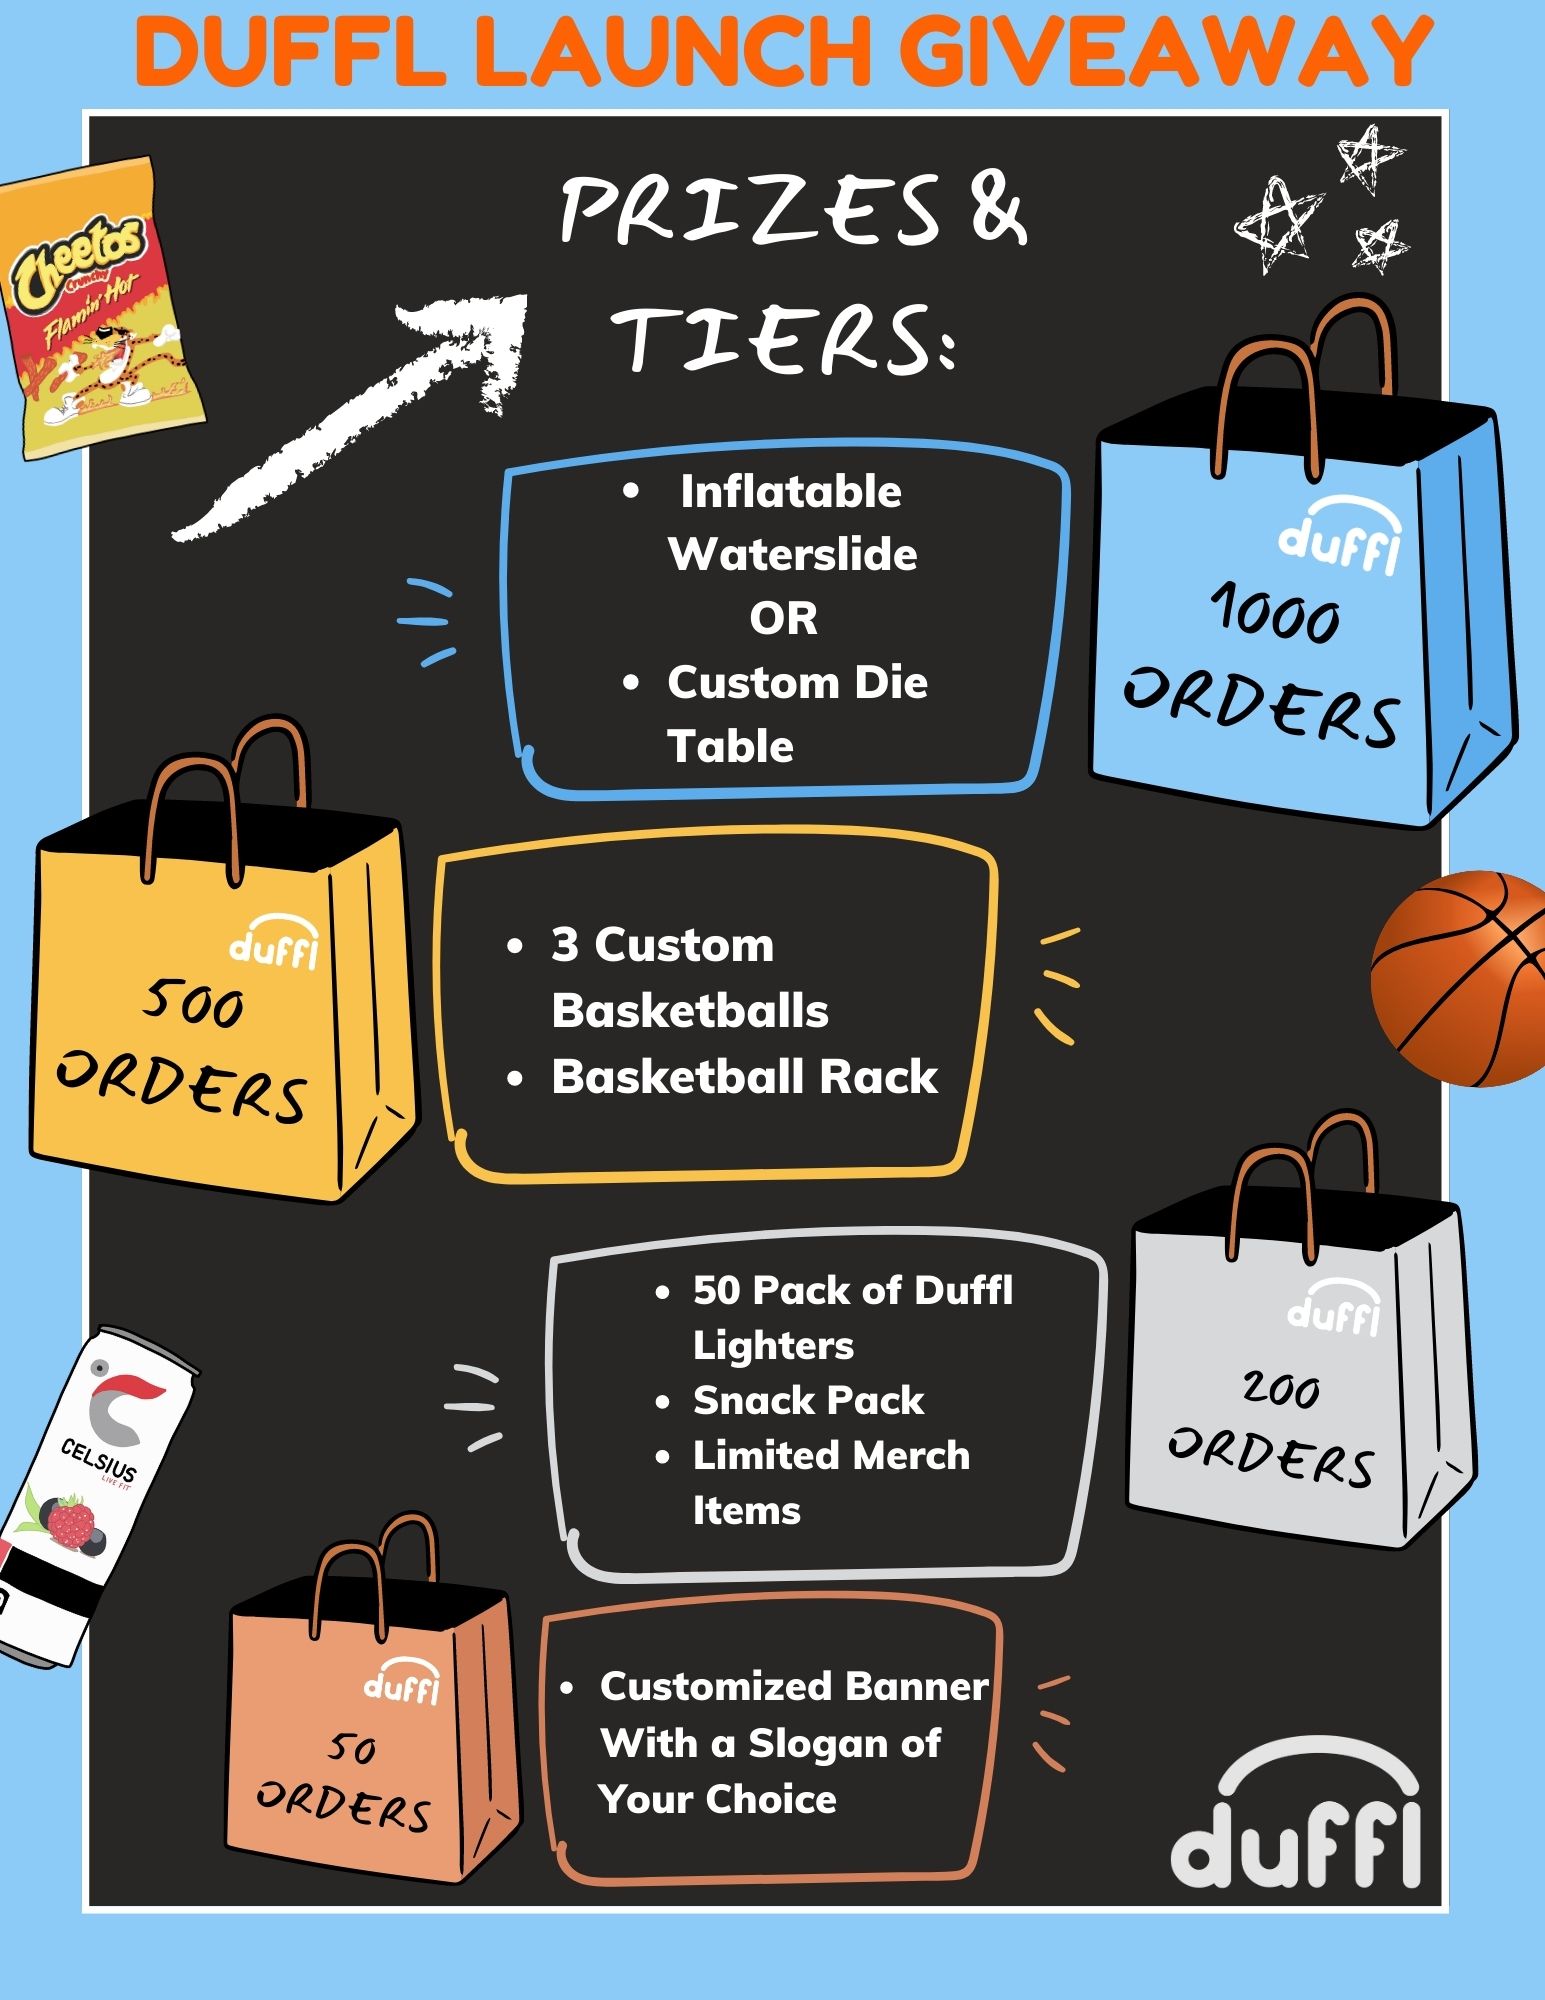 DUFFL LAUNCH GIVEAWAY
PRIZES &
TIERS:
Cheetos
Crunchy
Flamin' Hot
• Inflatable
Waterslide
OR
• Custom Die
Table
duffl
1000
ORDERS
duffl
500
ORDERS
• 3 Custom
Basketballs
• Basketball Rack
• 50 Pack of Duffl
Lighters
• Snack Pack
• Limited Merch
Items
duffl
200
ORDERS
CELSIUS
LIVE FIT
duffl
50
ORDERS
• Customized Banner
With a Slogan of
Your Choice
duffl